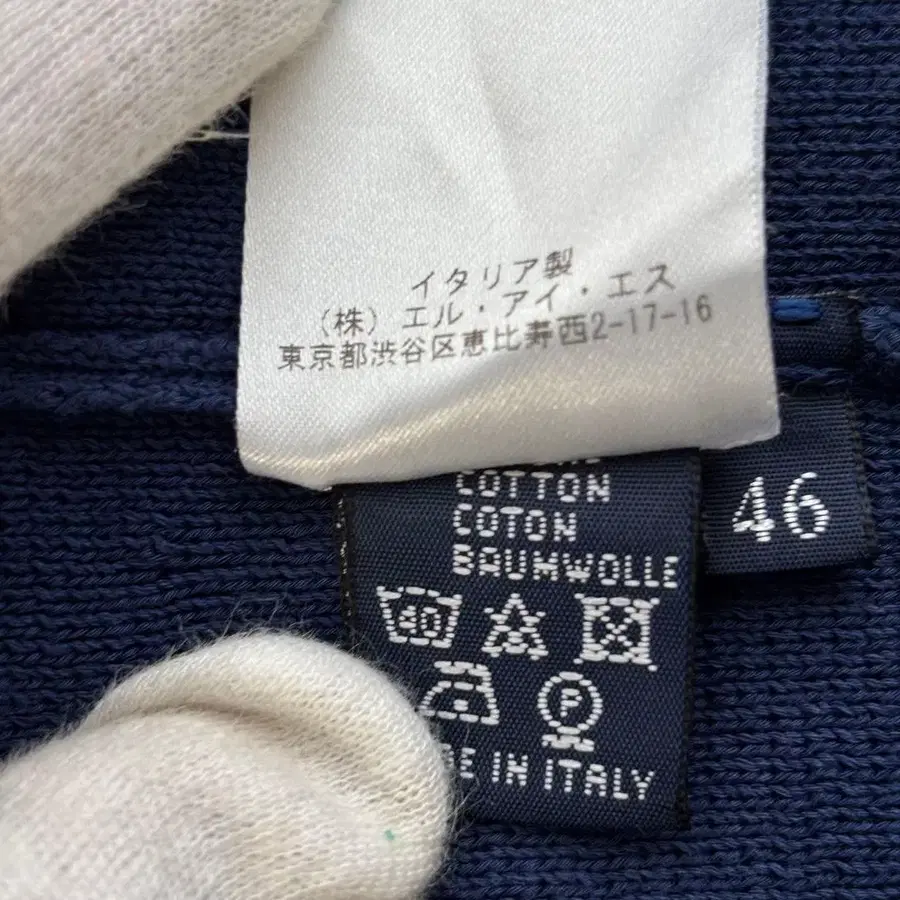 イタリア製
(株) エル・アイ・エス
東京都渋谷区恵比寿西2-17-16
COTTON
COTON
BAUMWOLLE
46
40
P
IN ITALY